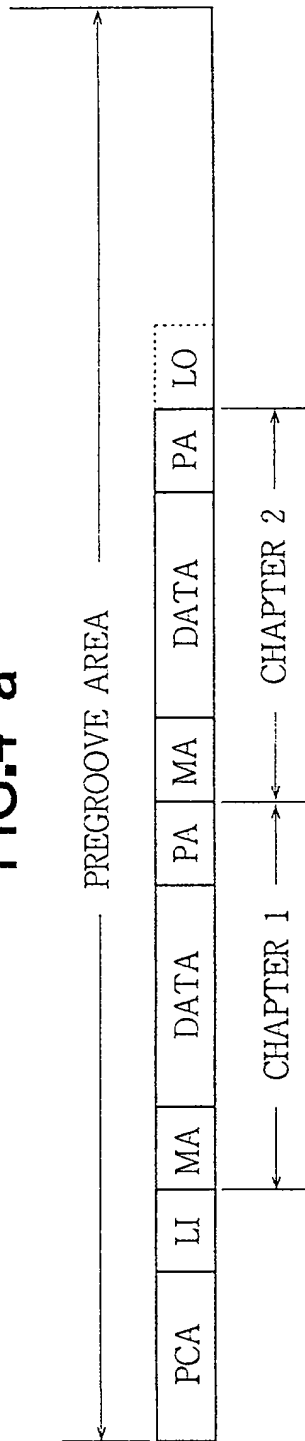 FIG.4 a
PREGROOVE AREA
PCA LI MA DATA PA MA DATA PA LO
CHAPTER 1 CHAPTER 2